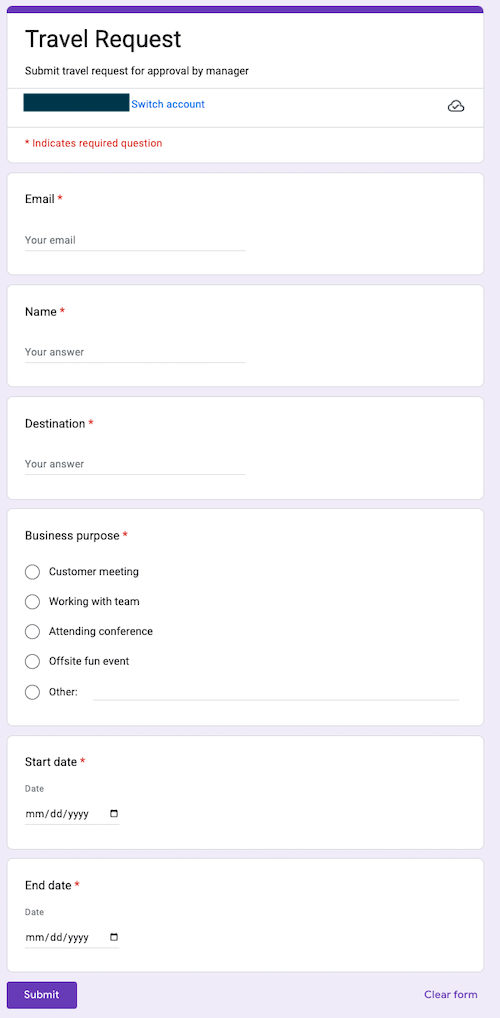 Travel Request
Submit travel request for approval by manager
Switch account
* Indicates required question
Email *
Your email
Name *
Your answer
Destination *
Your answer
Business purpose *
Customer meeting
Working with team
Attending conference
Offsite fun event
Other:
Start date *
Date
mm/dd/yyyy
End date *
Date
mm/dd/yyyy
Submit Clear form